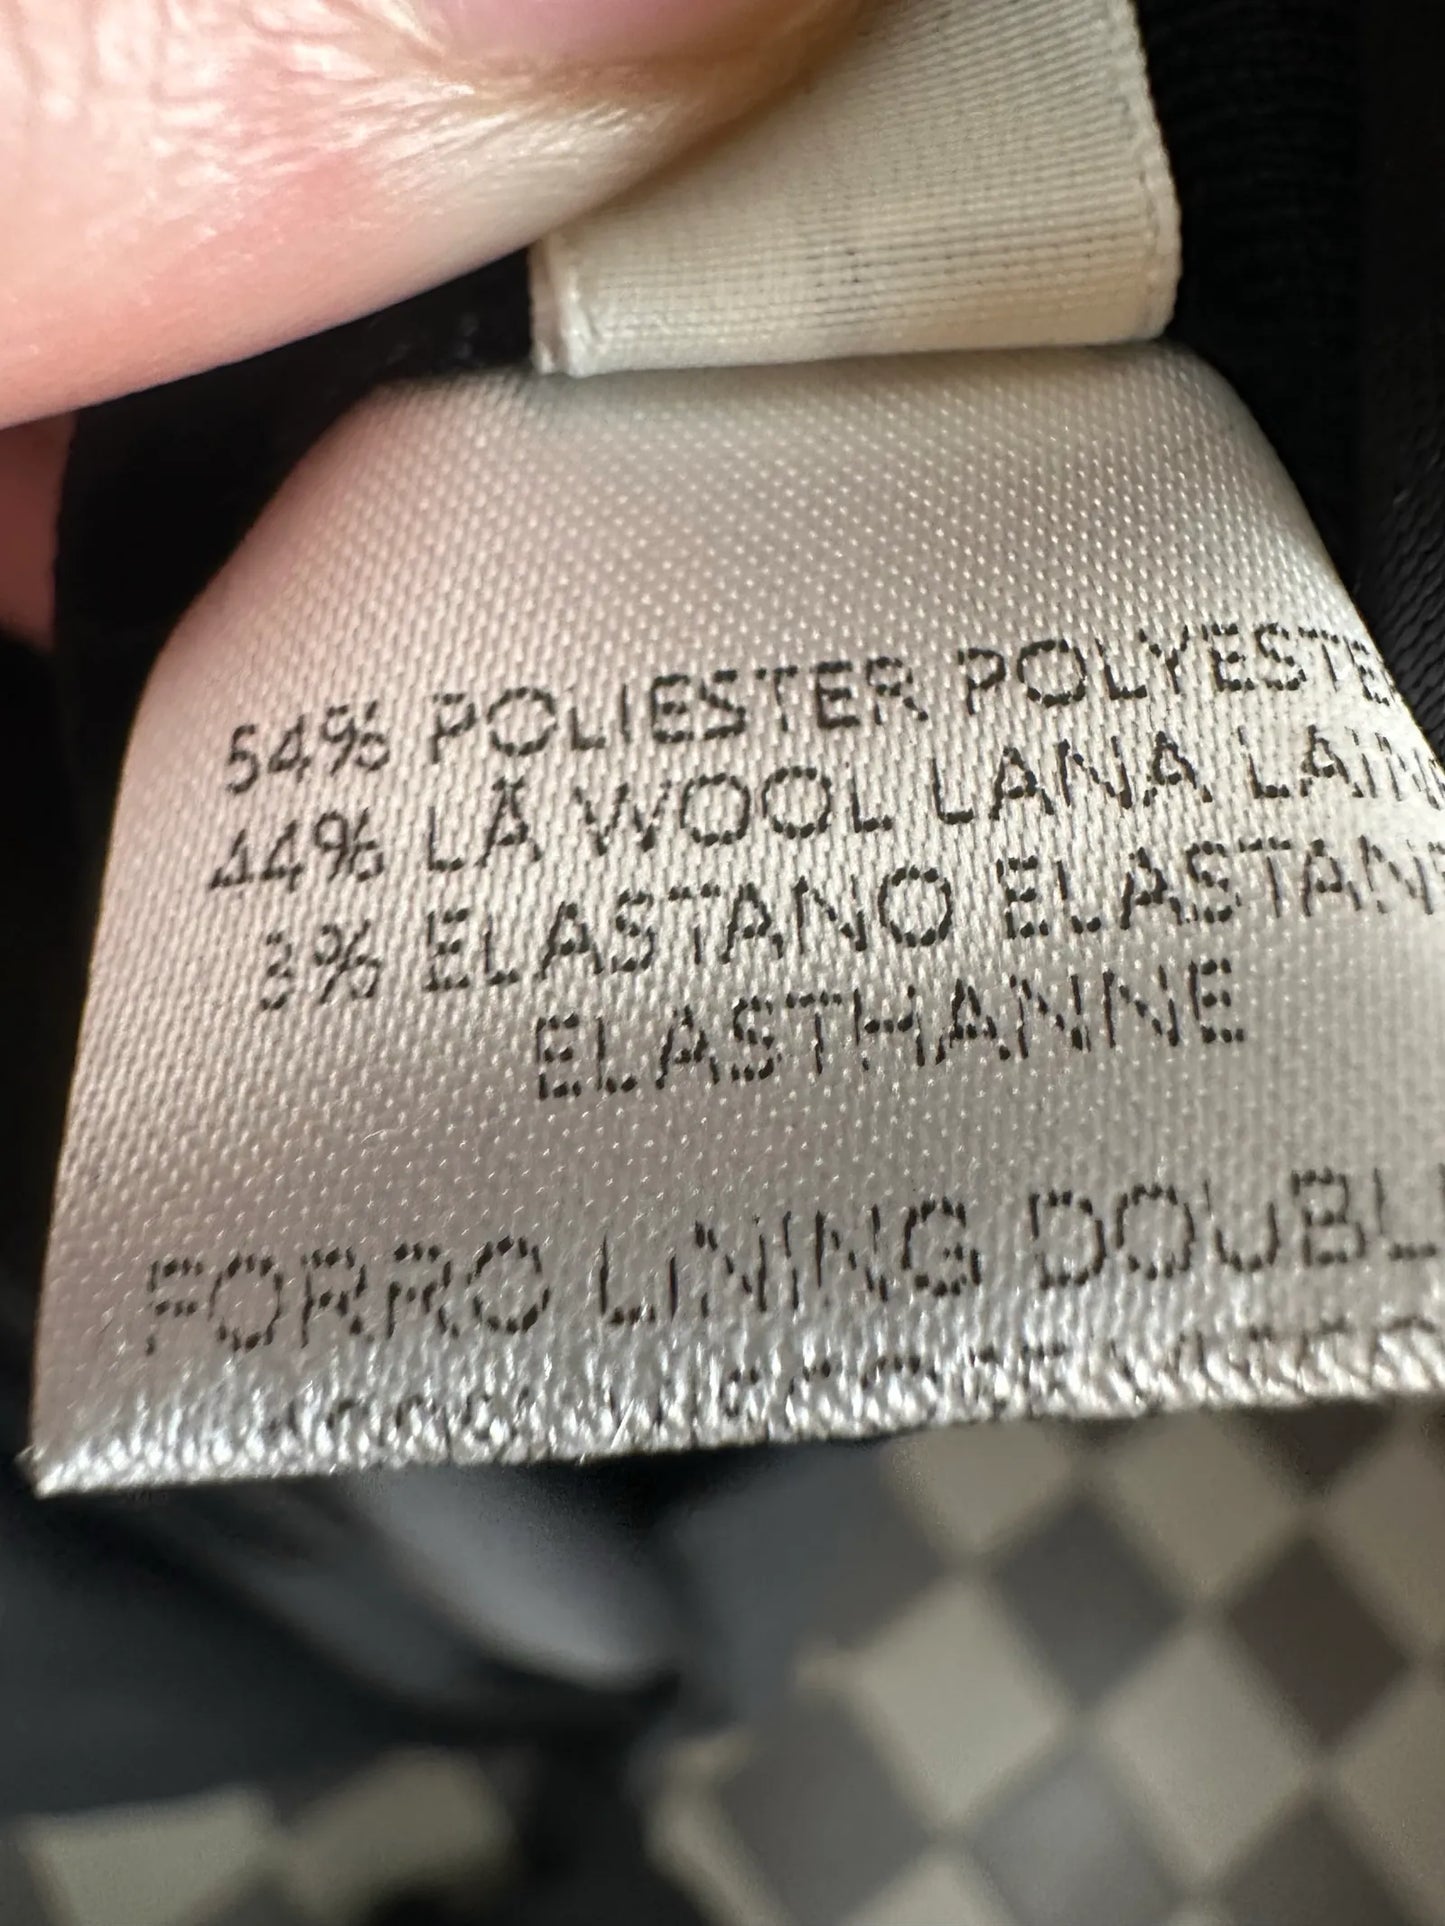 54% POLIESTER POLYESTE
44% LÃ WOOL LANA LAIN
3% ELASTANO ELASTAN
ELASTHANNE
FORRO LINING DOUBL